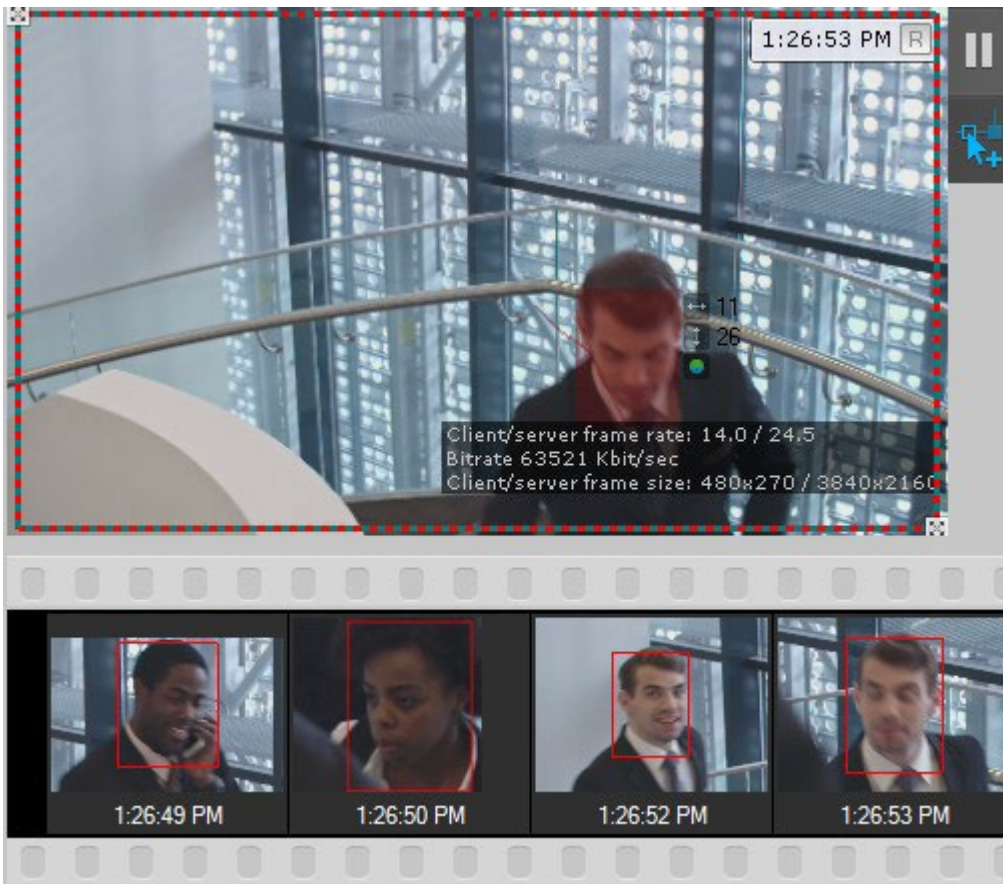 1:26:53 PM R
11
26
Client/server frame rate: 14.0 / 24.5
Bitrate 63521 Kbit/sec
Client/server frame size: 480x270 / 3840x2160
1:26:49 PM
1:26:50 PM
1:26:52 PM
1:26:53 PM